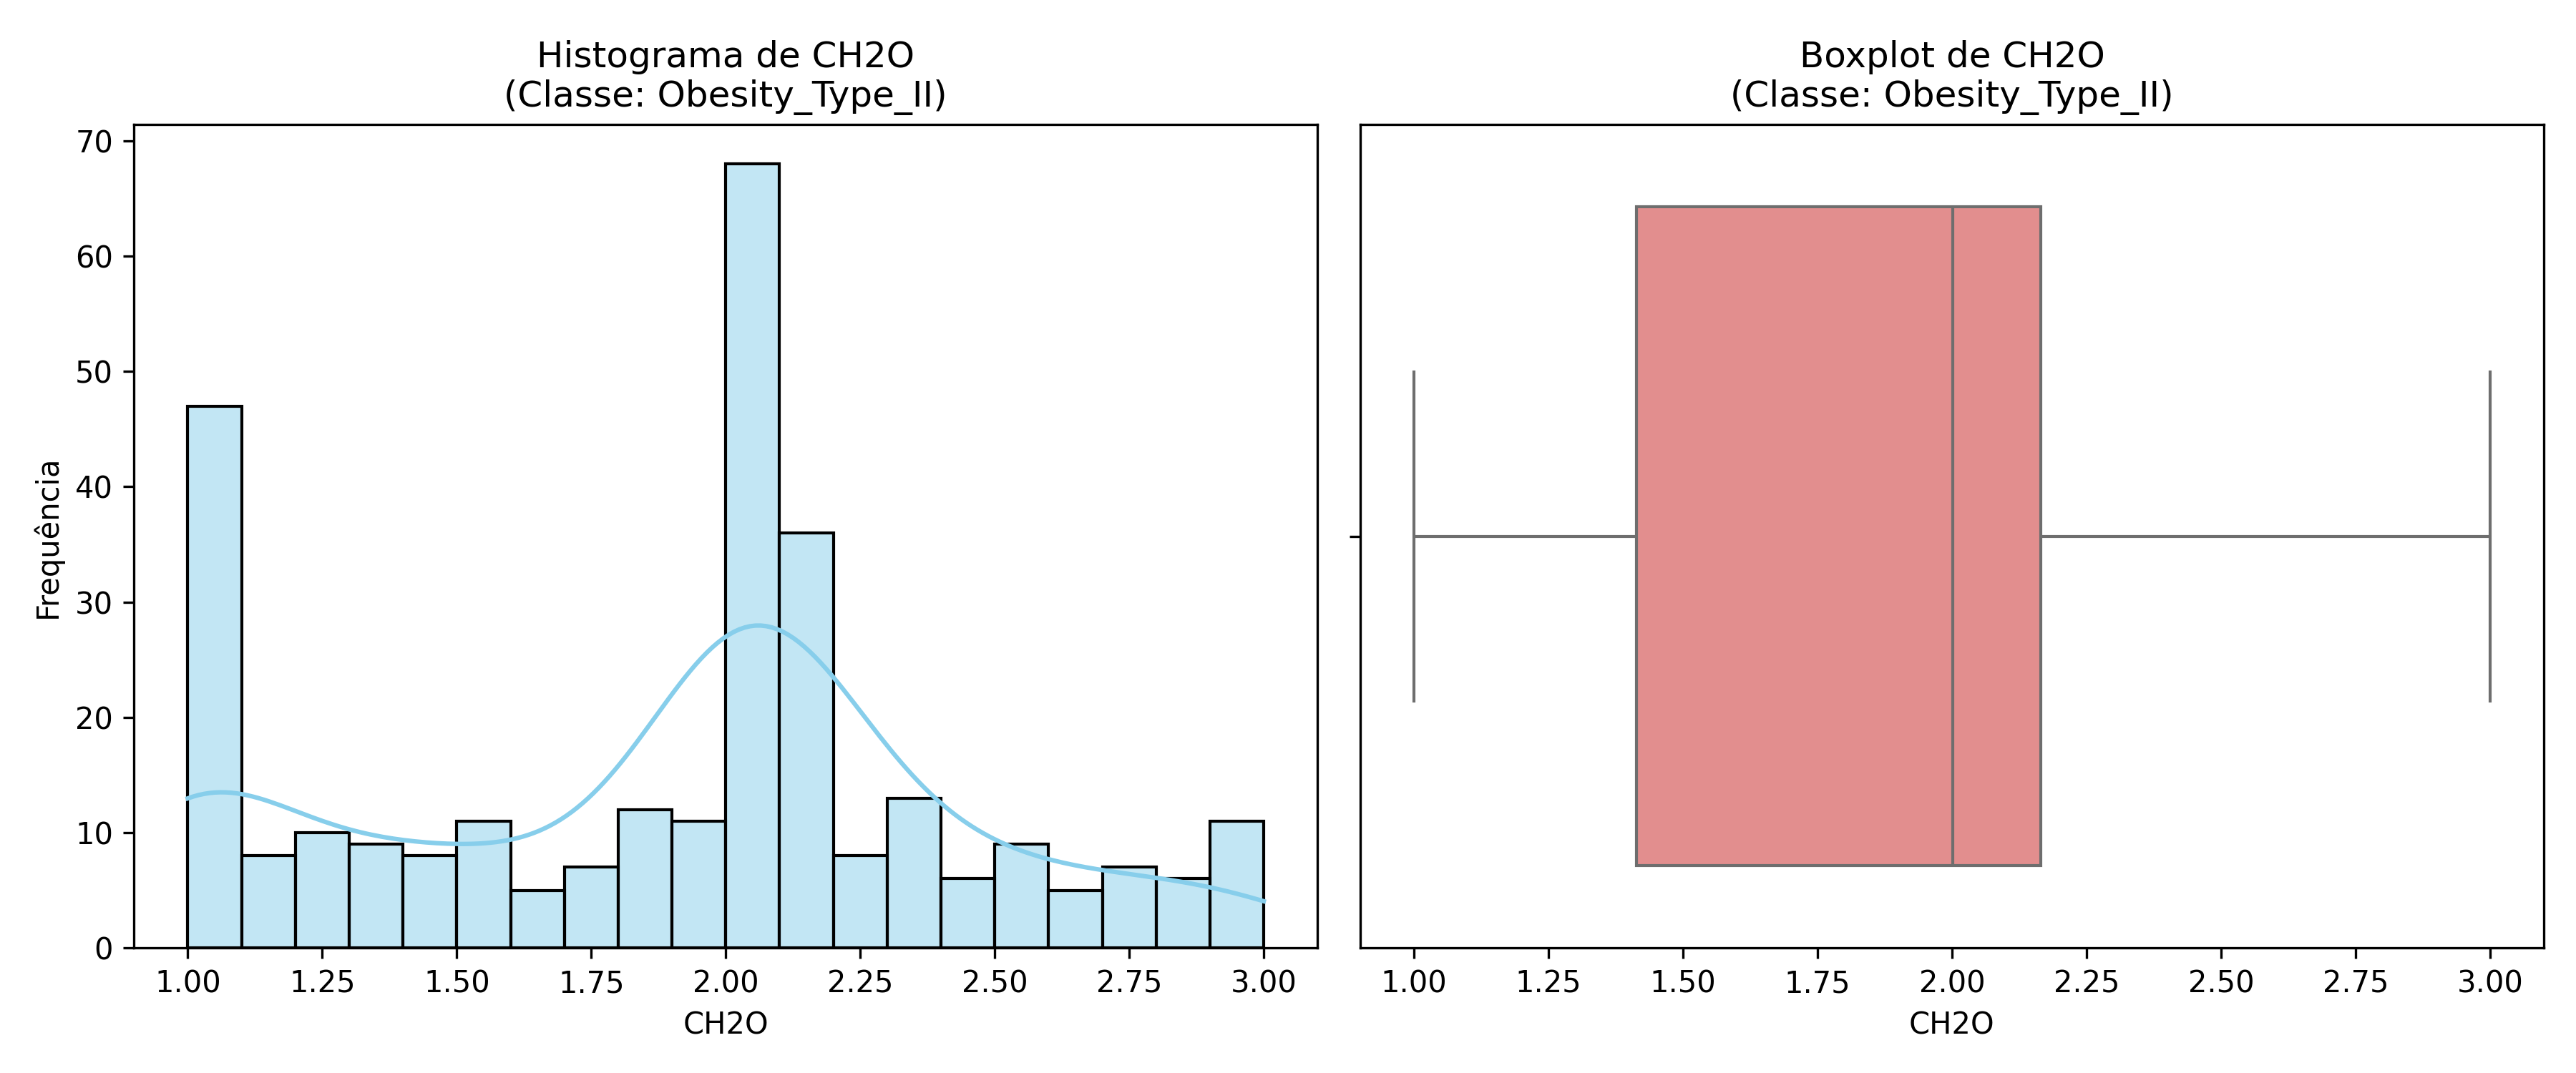 Histograma de CH2O
(Classe: Obesity_Type_II)
Frequência
70
60
50
40
30
20
10
0
1.00 1.25 1.50 1.75 2.00 2.25 2.50 2.75 3.00
CH2O
Boxplot de CH2O
(Classe: Obesity_Type_II)
1.00 1.25 1.50 1.75 2.00 2.25 2.50 2.75 3.00
CH2O